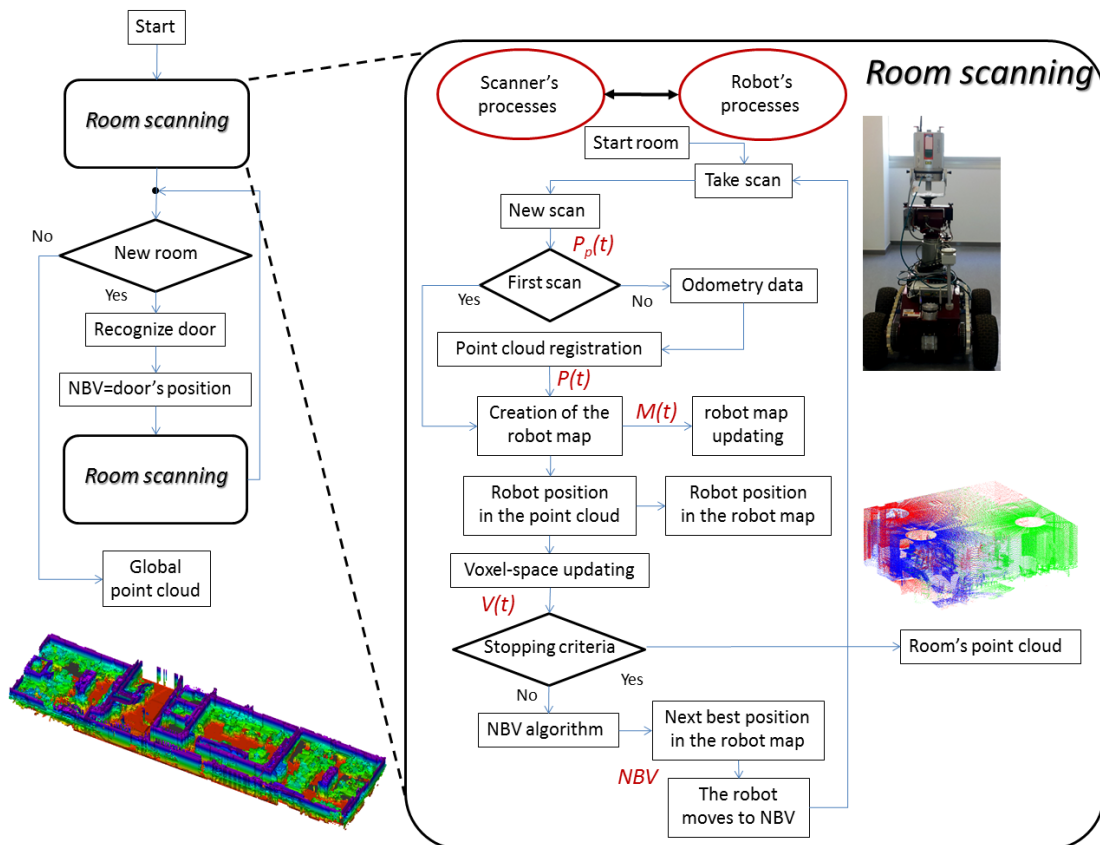 Start
Room scanning
New room
No
Yes
Recognize door
NBV=door's position
Room scanning
Global
point cloud
Room scanning
Scanner's
processes
Robot's
processes
Start room
Take scan
New scan
Pp(t)
First scan
Yes
No
Odometry data
Point cloud registration
P(t)
Creation of the
robot map
M(t)
robot map
updating
Robot position
in the point cloud
Robot position
in the robot map
Voxel-space updating
V(t)
Stopping criteria
Room's point cloud
No
Yes
NBV algorithm
Next best position
in the robot map
NBV
The robot
moves to NBV